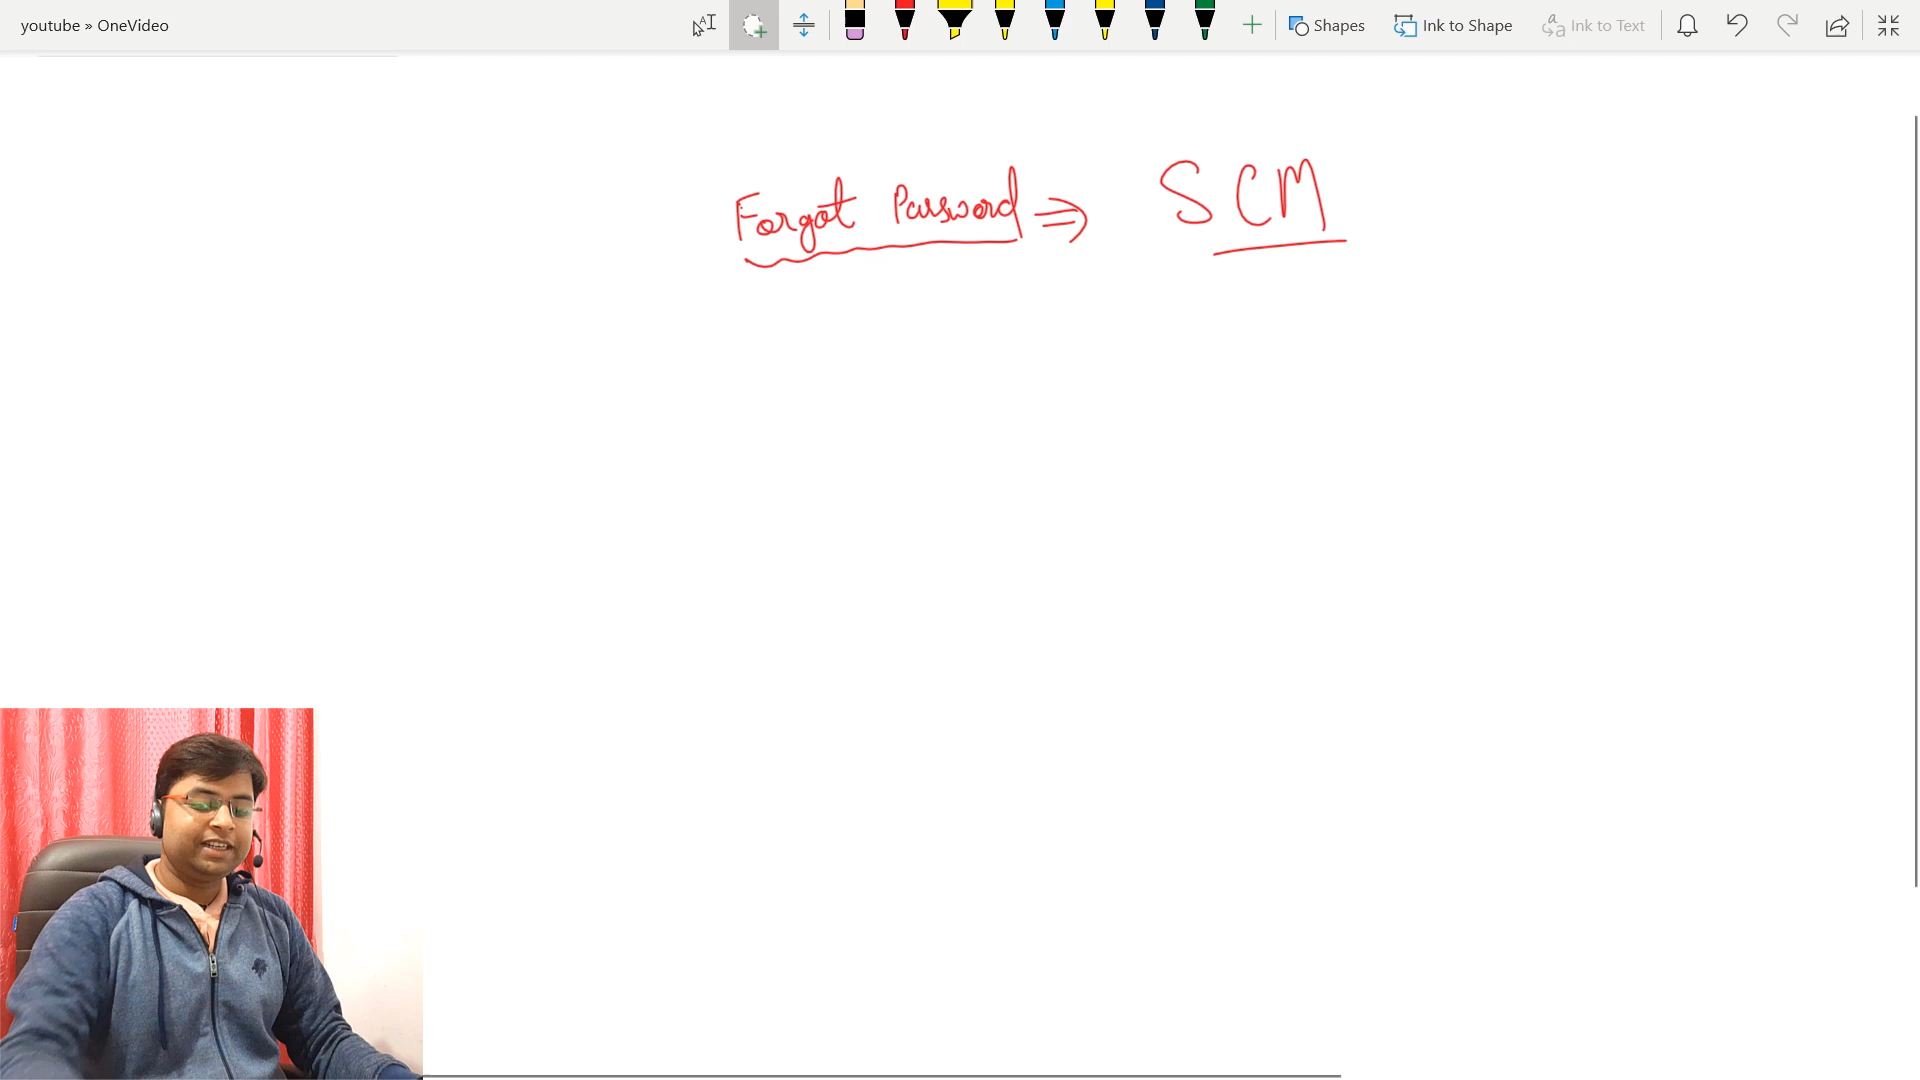 youtube » OneVideo
Shapes
Ink to Shape
Ink to Text
Forgot Password ⇒ SCM